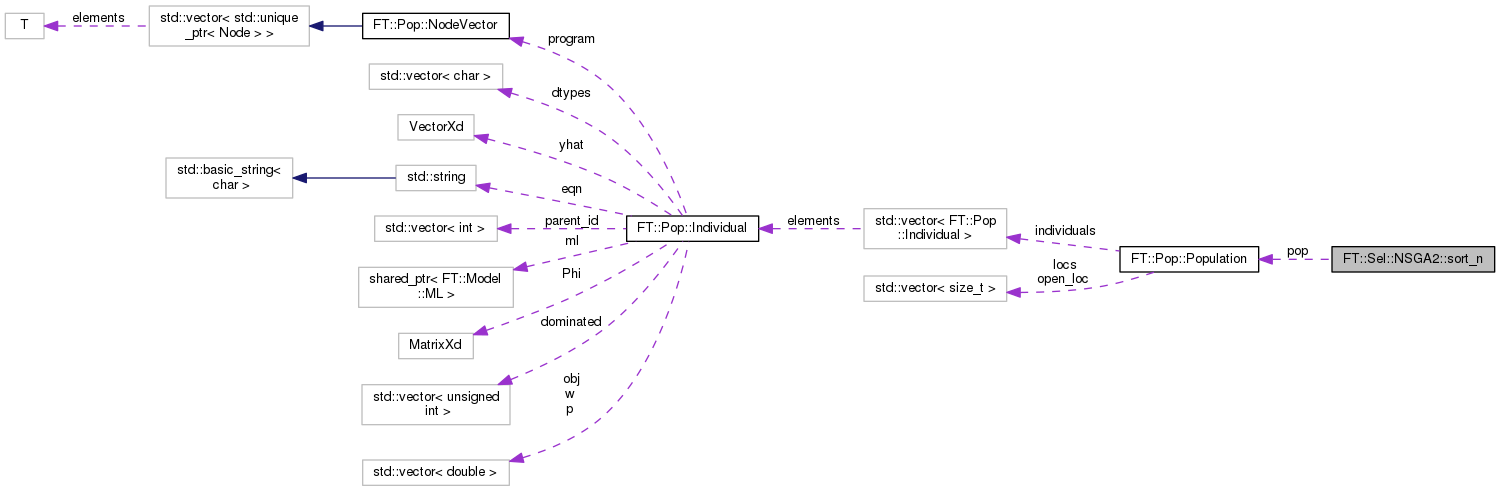 T
elements
std::vector< std::unique
_ptr< Node > >
FT::Pop::NodeVector
program
std::vector< char >
dtypes
VectorXd
yhat
std::basic_string<
char >
std::string
eqn
std::vector< int >
parent_id
FT::Pop::Individual
elements
std::vector< FT::Pop
::Individual >
individuals
FT::Pop::Population
pop
FT::Sel::NSGA2::sort_n
locs
open_loc
std::vector< size_t >
shared_ptr< FT::Model
::ML >
ml
Phi
MatrixXd
dominated
std::vector< unsigned
int >
obj
w
p
std::vector< double >